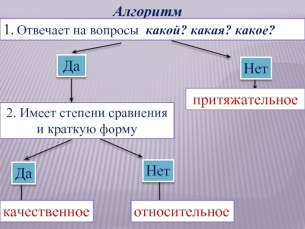 Алгоритм
1. Отвечает на вопросы какой? какая? какое?
Да
Нет
притяжательное
2. Имеет степени сравнения
и краткую форму
Да
Нет
качественное
относительное